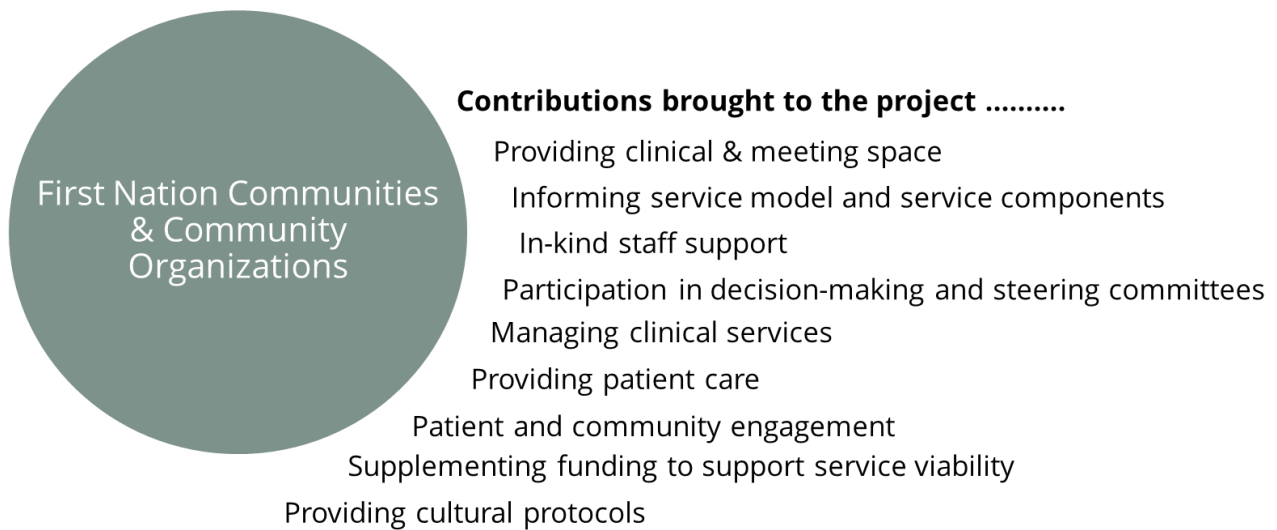 First Nation Communities
& Community
Organizations
Contributions brought to the project ..........
Providing clinical & meeting space
Informing service model and service components
In-kind staff support
Participation in decision-making and steering committees
Managing clinical services
Providing patient care
Patient and community engagement
Supplementing funding to support service viability
Providing cultural protocols